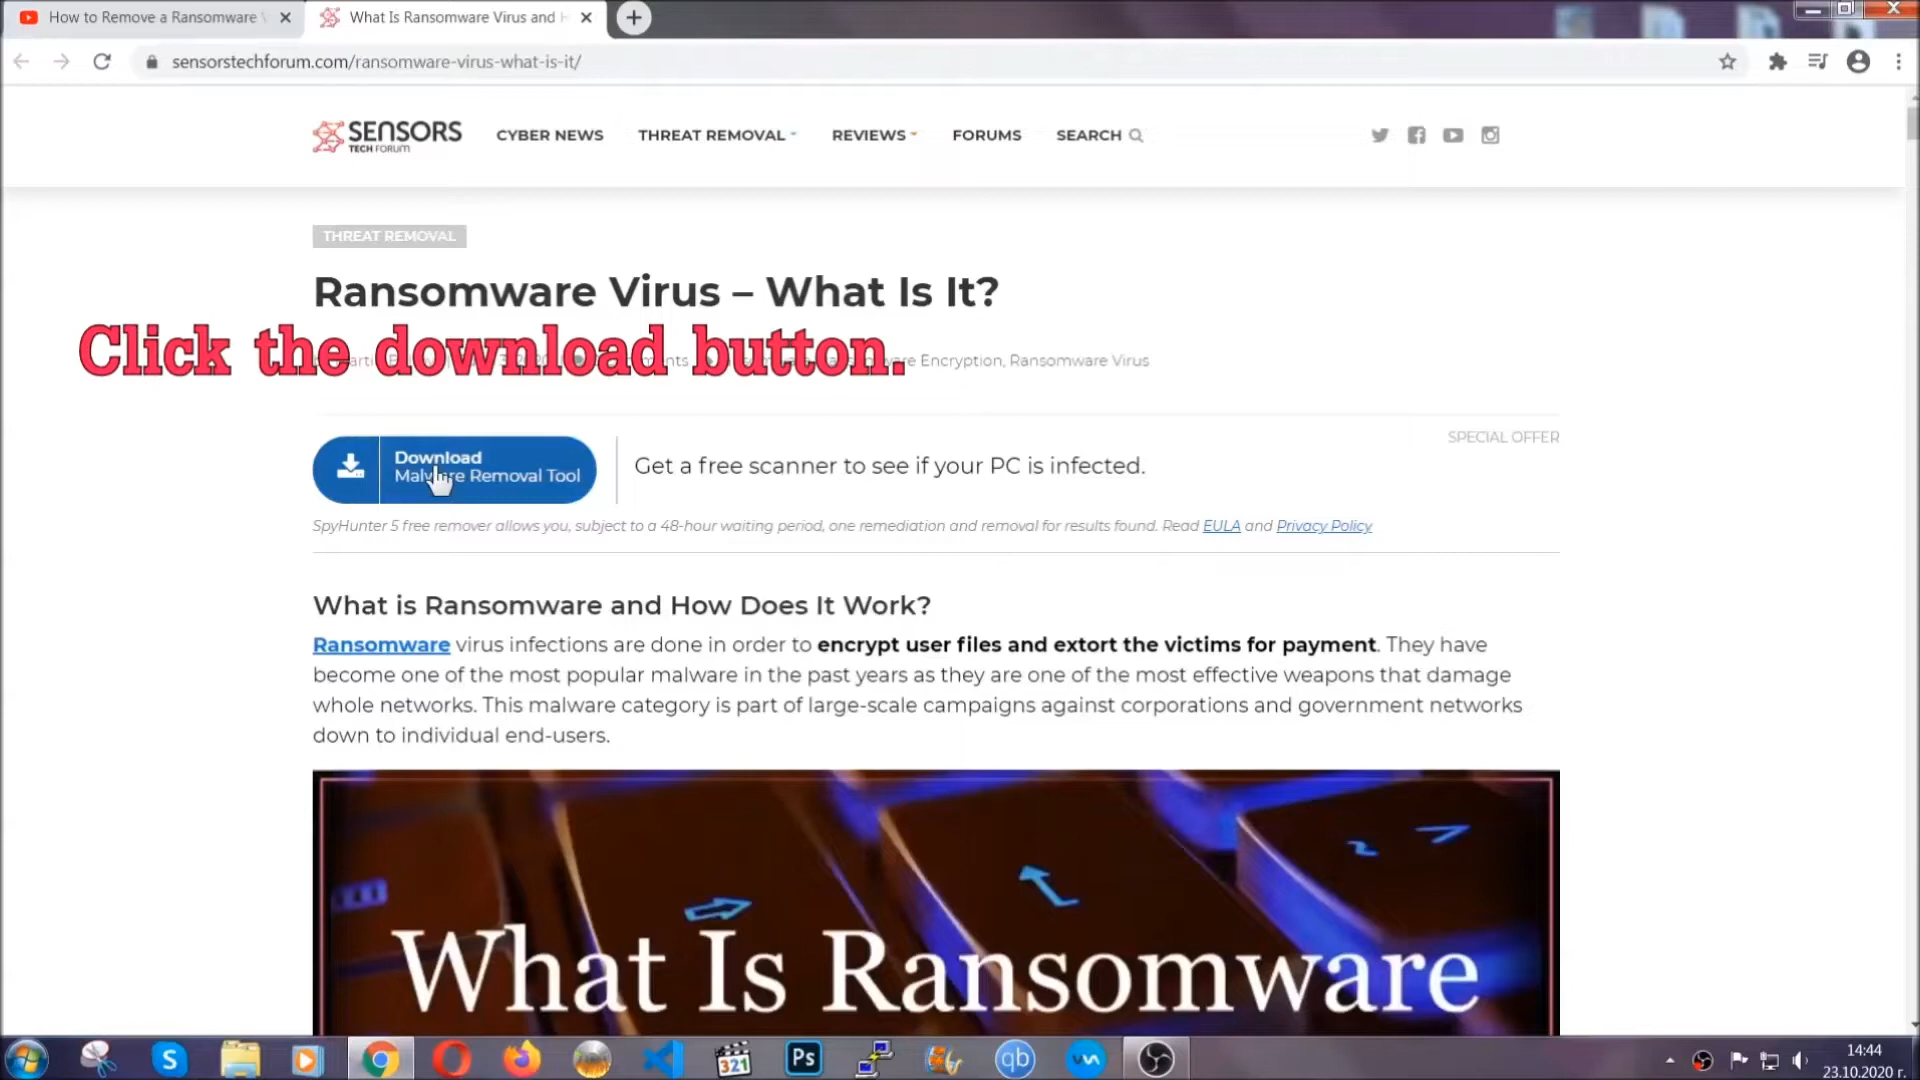 How to Remove a Ransomware
What Is Ransomware Virus and
sensorstechforum.com/ransomware-virus-what-is-it/
SENSORS
TECH FORUM
CYBER NEWS
THREAT REMOVAL
REVIEWS
FORUMS
SEARCH
THREAT REMOVAL
Ransomware Virus – What Is It?
Click the download button.
Encryption, Ransomware Virus
SPECIAL OFFER
Download
Malware Removal Tool
Get a free scanner to see if your PC is infected.
SpyHunter 5 free remover allows you, subject to a 48-hour waiting period, one remediation and removal for results found. Read EULA and Privacy Policy
What is Ransomware and How Does It Work?
Ransomware virus infections are done in order to encrypt user files and extort the victims for payment. They have
become one of the most popular malware in the past years as they are one of the most effective weapons that damage
whole networks. This malware category is part of large-scale campaigns against corporations and government networks
down to individual end-users.
What Is Ransomware
S
321
Ps
qb
14:44
23.10.2020 г.